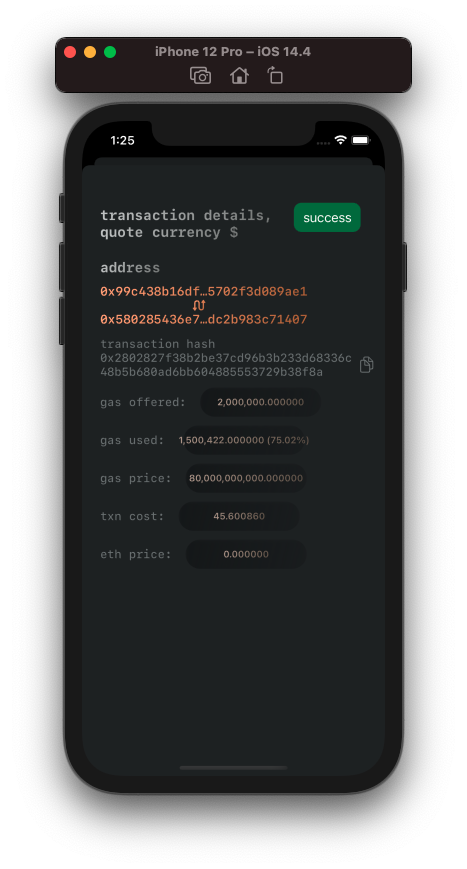 iPhone 12 Pro – iOS 14.4
1:25
transaction details,
quote currency $
success
address
0x99c438b16df…5702f3d089ae1
0x580285436e7…dc2b983c71407
transaction hash
0x2802827f38b2be37cd96b3b233d68336c
48b5b680ad6bb604885553729b38f8a
gas offered: 2,000,000.000000
gas used: 1,500,422.000000 (75.02%)
gas price: 80,000,000,000.000000
txn cost: 45.600860
eth price: 0.000000